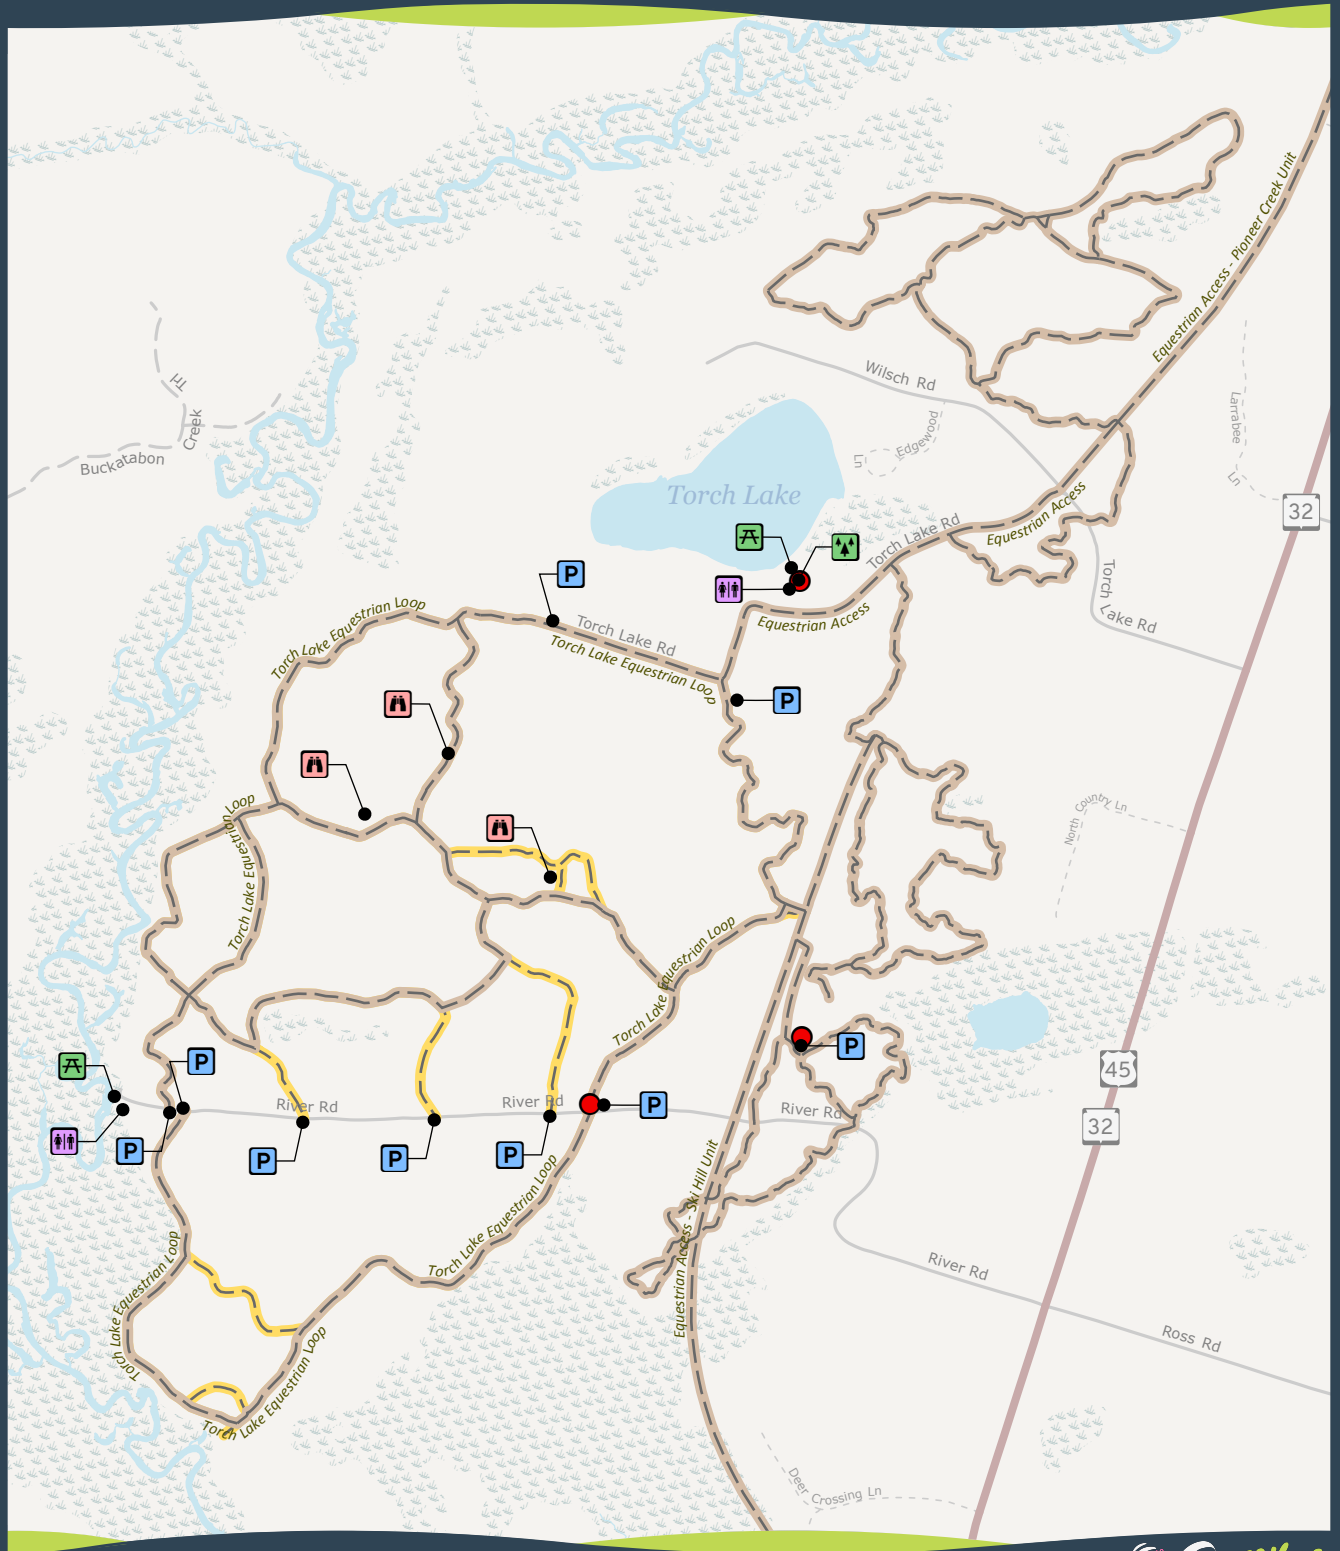 Equestrian Access - Pioneer Creek Unit
Wilsch Rd
Larrabee
Ln
Trl
Creek
Buckatabon
Edgewood
Ln
Torch Lake
32
Equestrian Access
Torch Lake Rd
Torch
Lake Rd
P
Equestrian Access
Torch Lake Equestrian Loop
Torch Lake Rd
Torch Lake Equestrian Loop
P
North Country Ln
Loop
Torch Lake Equestrian
Torch Lake Equestrian Loop
P
P
45
River Rd
River Rd
P
River Rd
32
P
P
P
P
Equestrian Access - Ski Hill Unit
Torch Lake Equestrian Loop
Torch Lake Equestrian Loop
River Rd
Ross Rd
Torch Lake Equestrian Loop
Deer
Crossing Ln